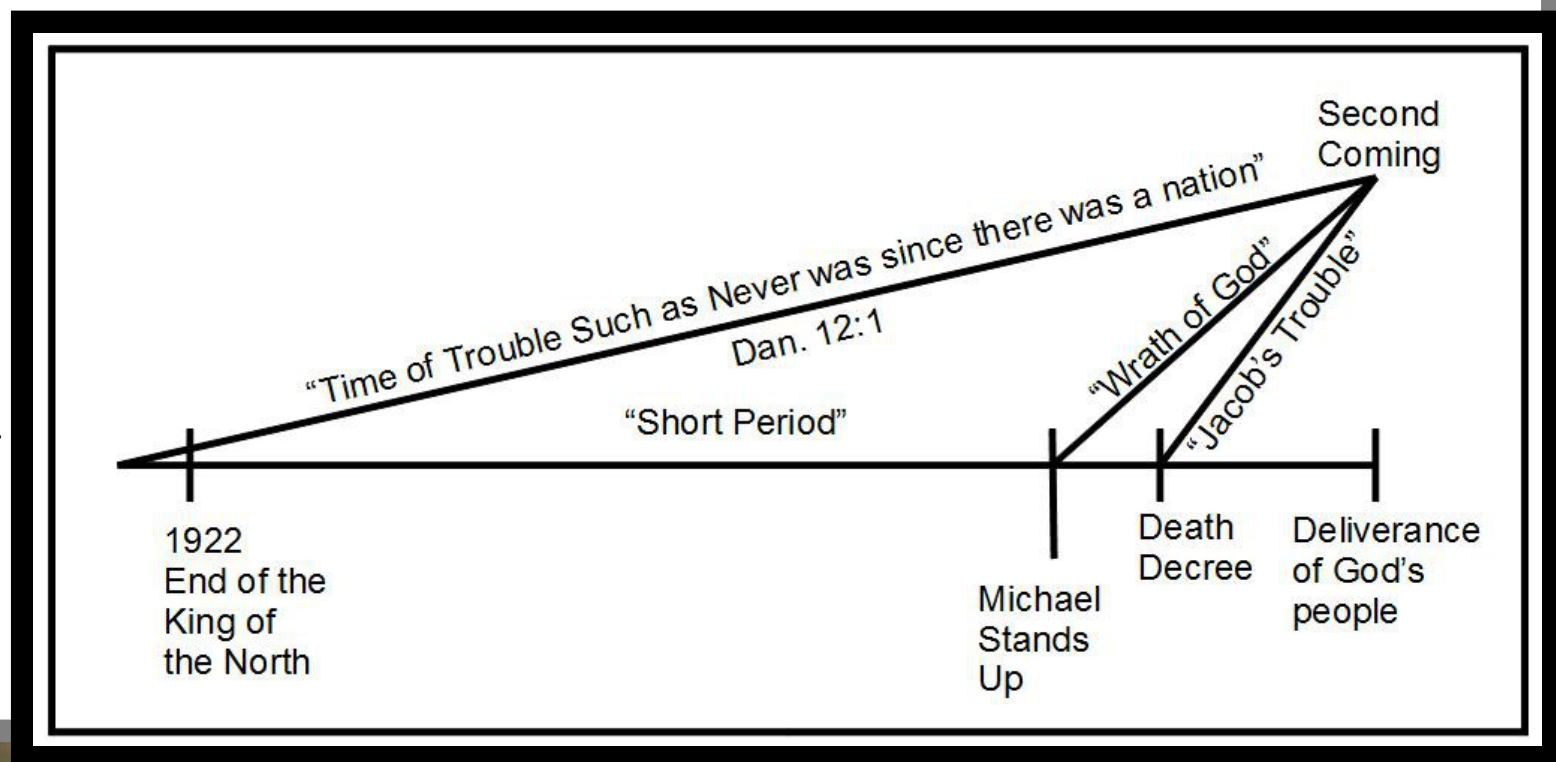 Second
Coming
“Time of Trouble Such as Never was since there was a nation”
Dan. 12:1
“Wrath of God”
“Jacob’s Trouble”
“Short Period”
1922
End of the
King of
the North
Michael
Stands
Up
Death
Decree
Deliverance
of God’s
people